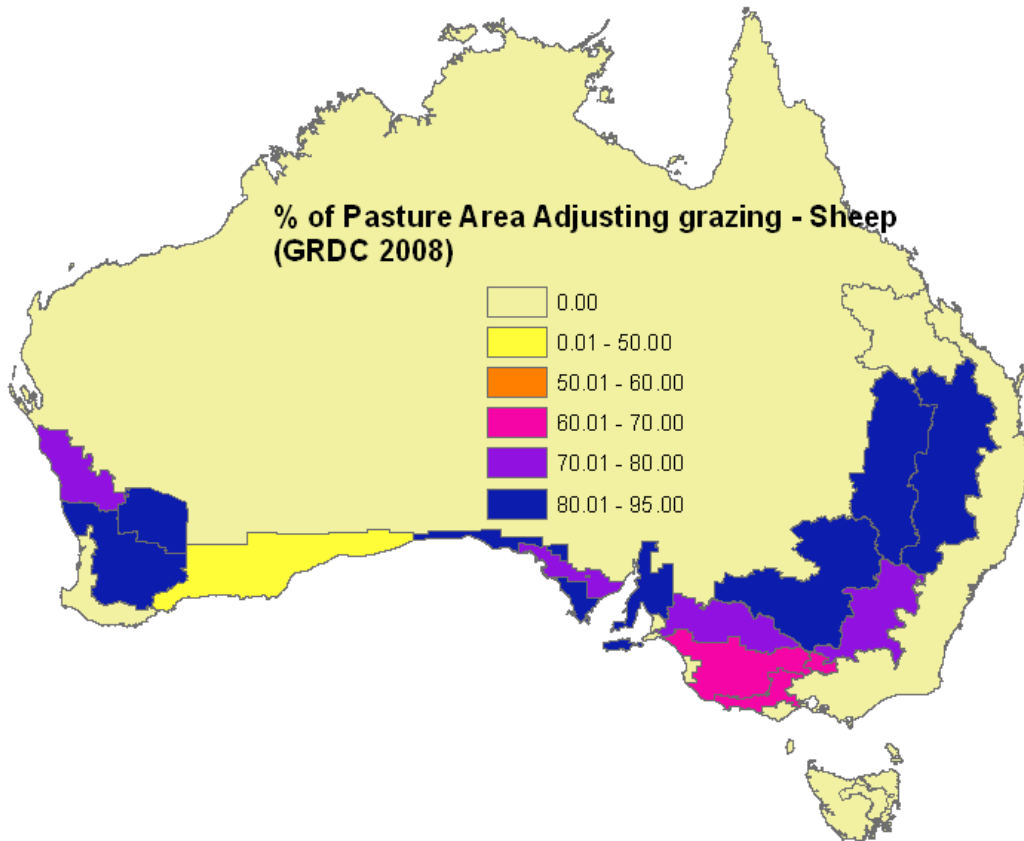 % of Pasture Area Adjusting grazing - Sheep
(GRDC 2008)
0.00
0.01 - 50.00
50.01 - 60.00
60.01 - 70.00
70.01 - 80.00
80.01 - 95.00